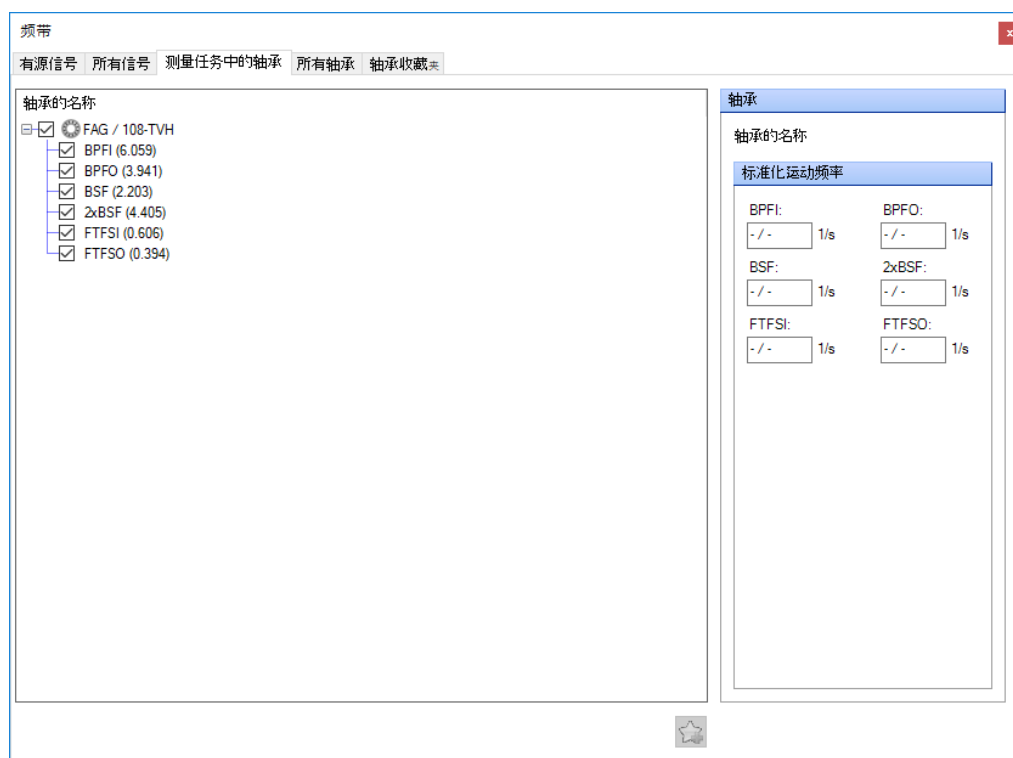 频带
有源信号 所有信号 测量任务中的轴承 所有轴承 轴承收藏夹
轴承的名称
FAG / 108-TVH
BPFI (6.059)
BPFO (3.941)
BSF (2.203)
2xBSF (4.405)
FTFSI (0.606)
FTFSO (0.394)
轴承
轴承的名称
标准化运动频率
BPFI: BPFO:
- / - 1/s - / - 1/s
BSF: 2xBSF:
- / - 1/s - / - 1/s
FTFSI: FTFSO:
- / - 1/s - / - 1/s